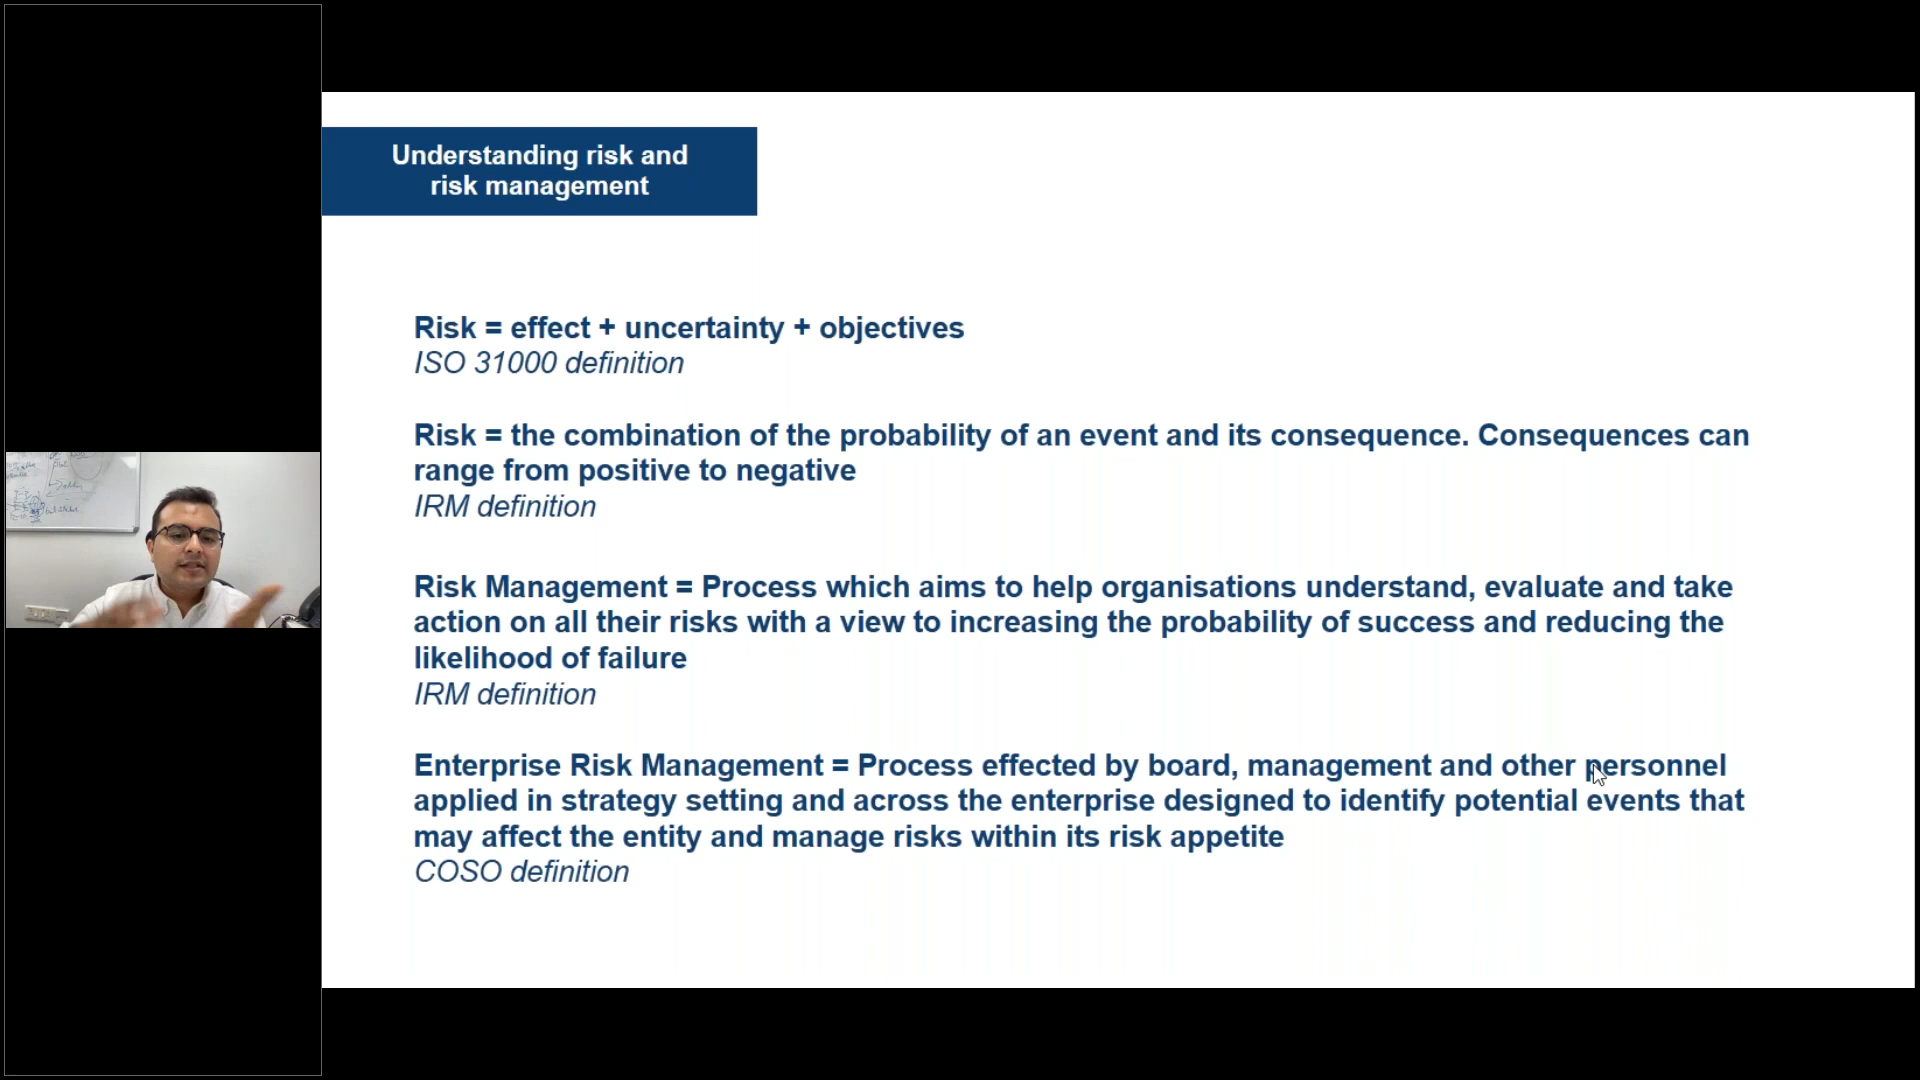 Understanding risk and
risk management
Risk = effect + uncertainty + objectives
ISO 31000 definition
Risk = the combination of the probability of an event and its consequence. Consequences can
range from positive to negative
IRM definition
Risk Management = Process which aims to help organisations understand, evaluate and take
action on all their risks with a view to increasing the probability of success and reducing the
likelihood of failure
IRM definition
Enterprise Risk Management = Process effected by board, management and other personnel
applied in strategy setting and across the enterprise designed to identify potential events that
may affect the entity and manage risks within its risk appetite
COSO definition